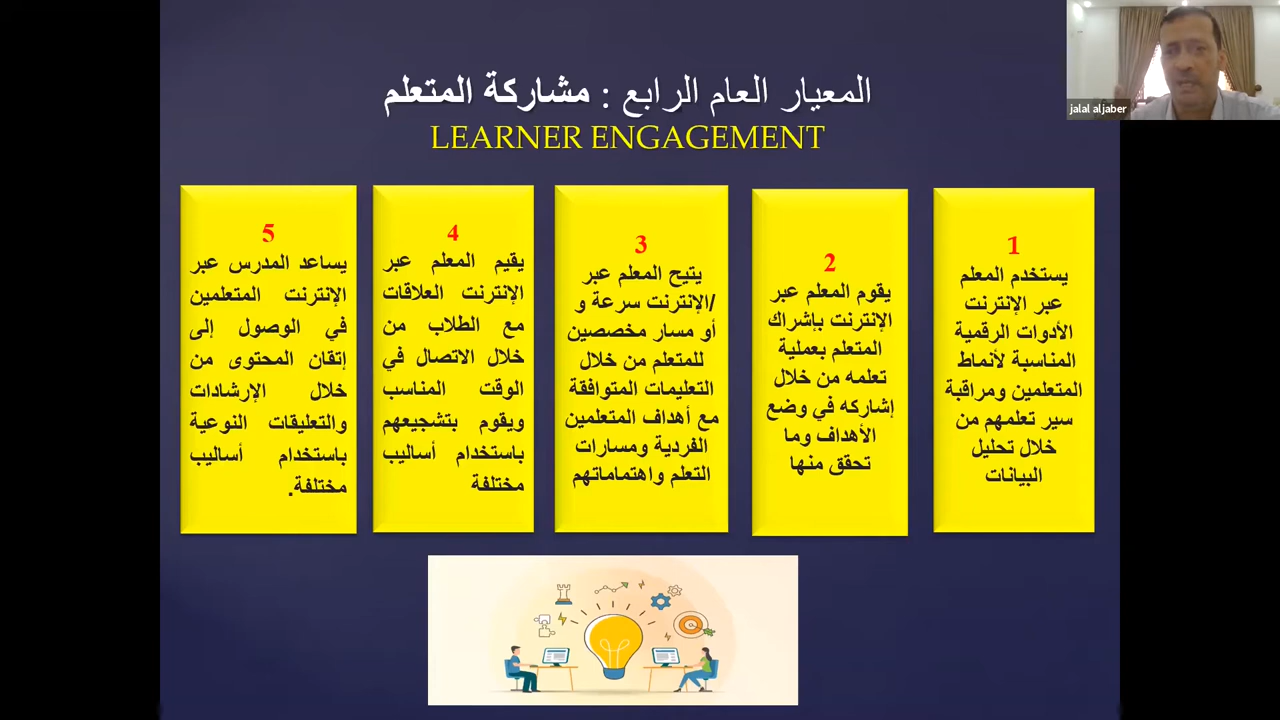 المعيار العام الرابع : مشاركة المتعلم
LEARNER ENGAGEMENT
1
يستخدم المعلم
عبر الإنترنت
الأدوات الرقمية
المناسبة لأنماط
المتعلمين ومراقبة
سير تعلمهم من
خلال تحليل
البيانات
2
يقوم المعلم عبر
الإنترنت بإشراك
المتعلم بعملية
تعلمه من خلال
إشراكه في وضع
الأهداف وما
تحقق منها
3
يتيح المعلم عبر
الإنترنت سرعة و/
أو مسار مخصصين
للمتعلم من خلال
التعليمات المتوافقة
مع أهداف المتعلمين
الفردية ومسارات
التعلم واهتماماتهم
4
يقيم المعلم عبر
الإنترنت العلاقات
مع الطلاب من
خلال الاتصال في
الوقت المناسب
ويقوم بتشجيعهم
باستخدام أساليب
مختلفة
5
يساعد المدرس عبر
الإنترنت المتعلمين
في الوصول إلى
إتقان المحتوى من
خلال الإرشادات
والتعليقات النوعية
باستخدام أساليب
مختلفة.
jalal aljaber